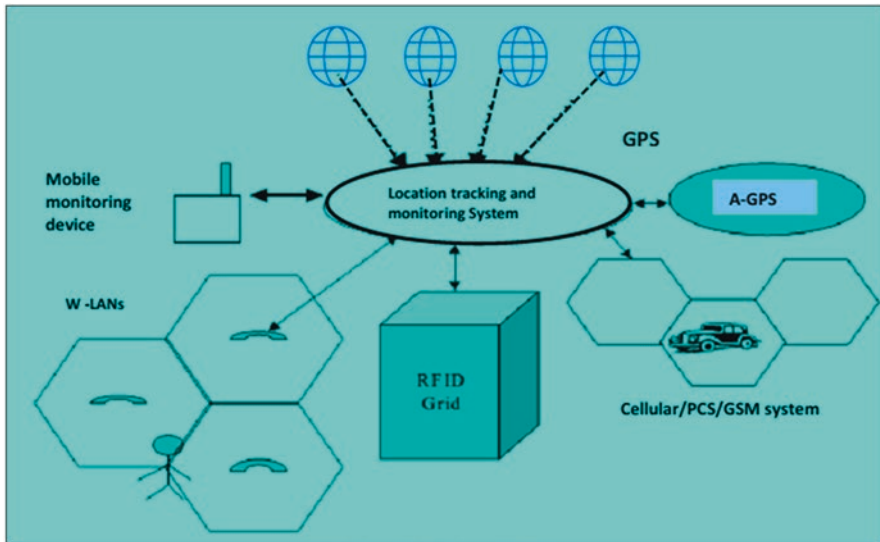 GPS
Mobile
monitoring
device
Location tracking and
monitoring System
A-GPS
W -LANs
RFID
Grid
Cellular/PCS/GSM system